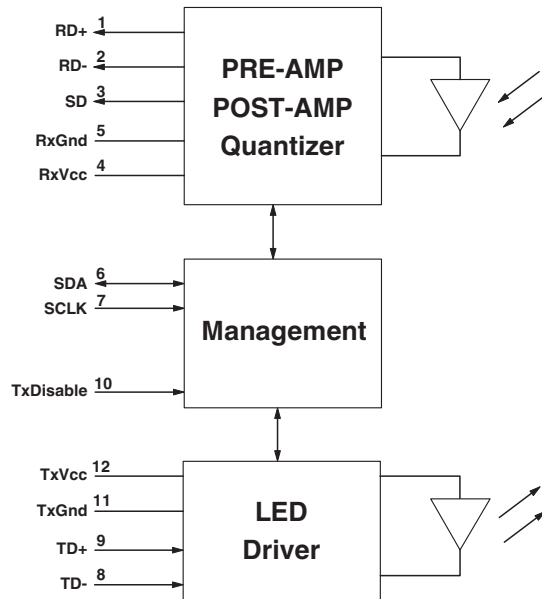 RD+ 1
RD- 2
SD 3
RxGnd 5
RxVcc 4
PRE-AMP
POST-AMP
Quantizer
SDA 6
SCLK 7
TxDisable 10
Management
TxVcc 12
TxGnd 11
TD+ 9
TD- 8
LED
Driver